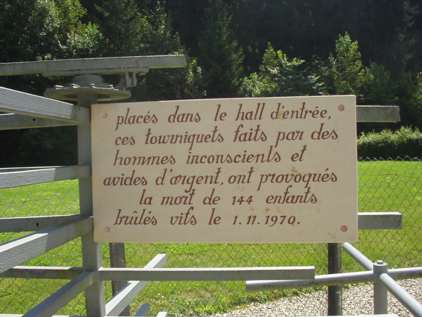 placés dans le hall d'entrée,
ces tourniquets faits par des
hommes inconscients et
avides d'argent, ont provoqués
la mort de 144 enfants
brûlés vifs le 1.11.1970.